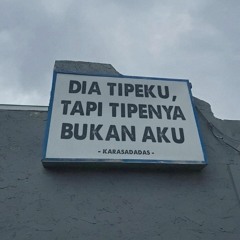 DIA TIPEKU,
TAPI TIPENYA
BUKAN AKU
- KARASADADAS -